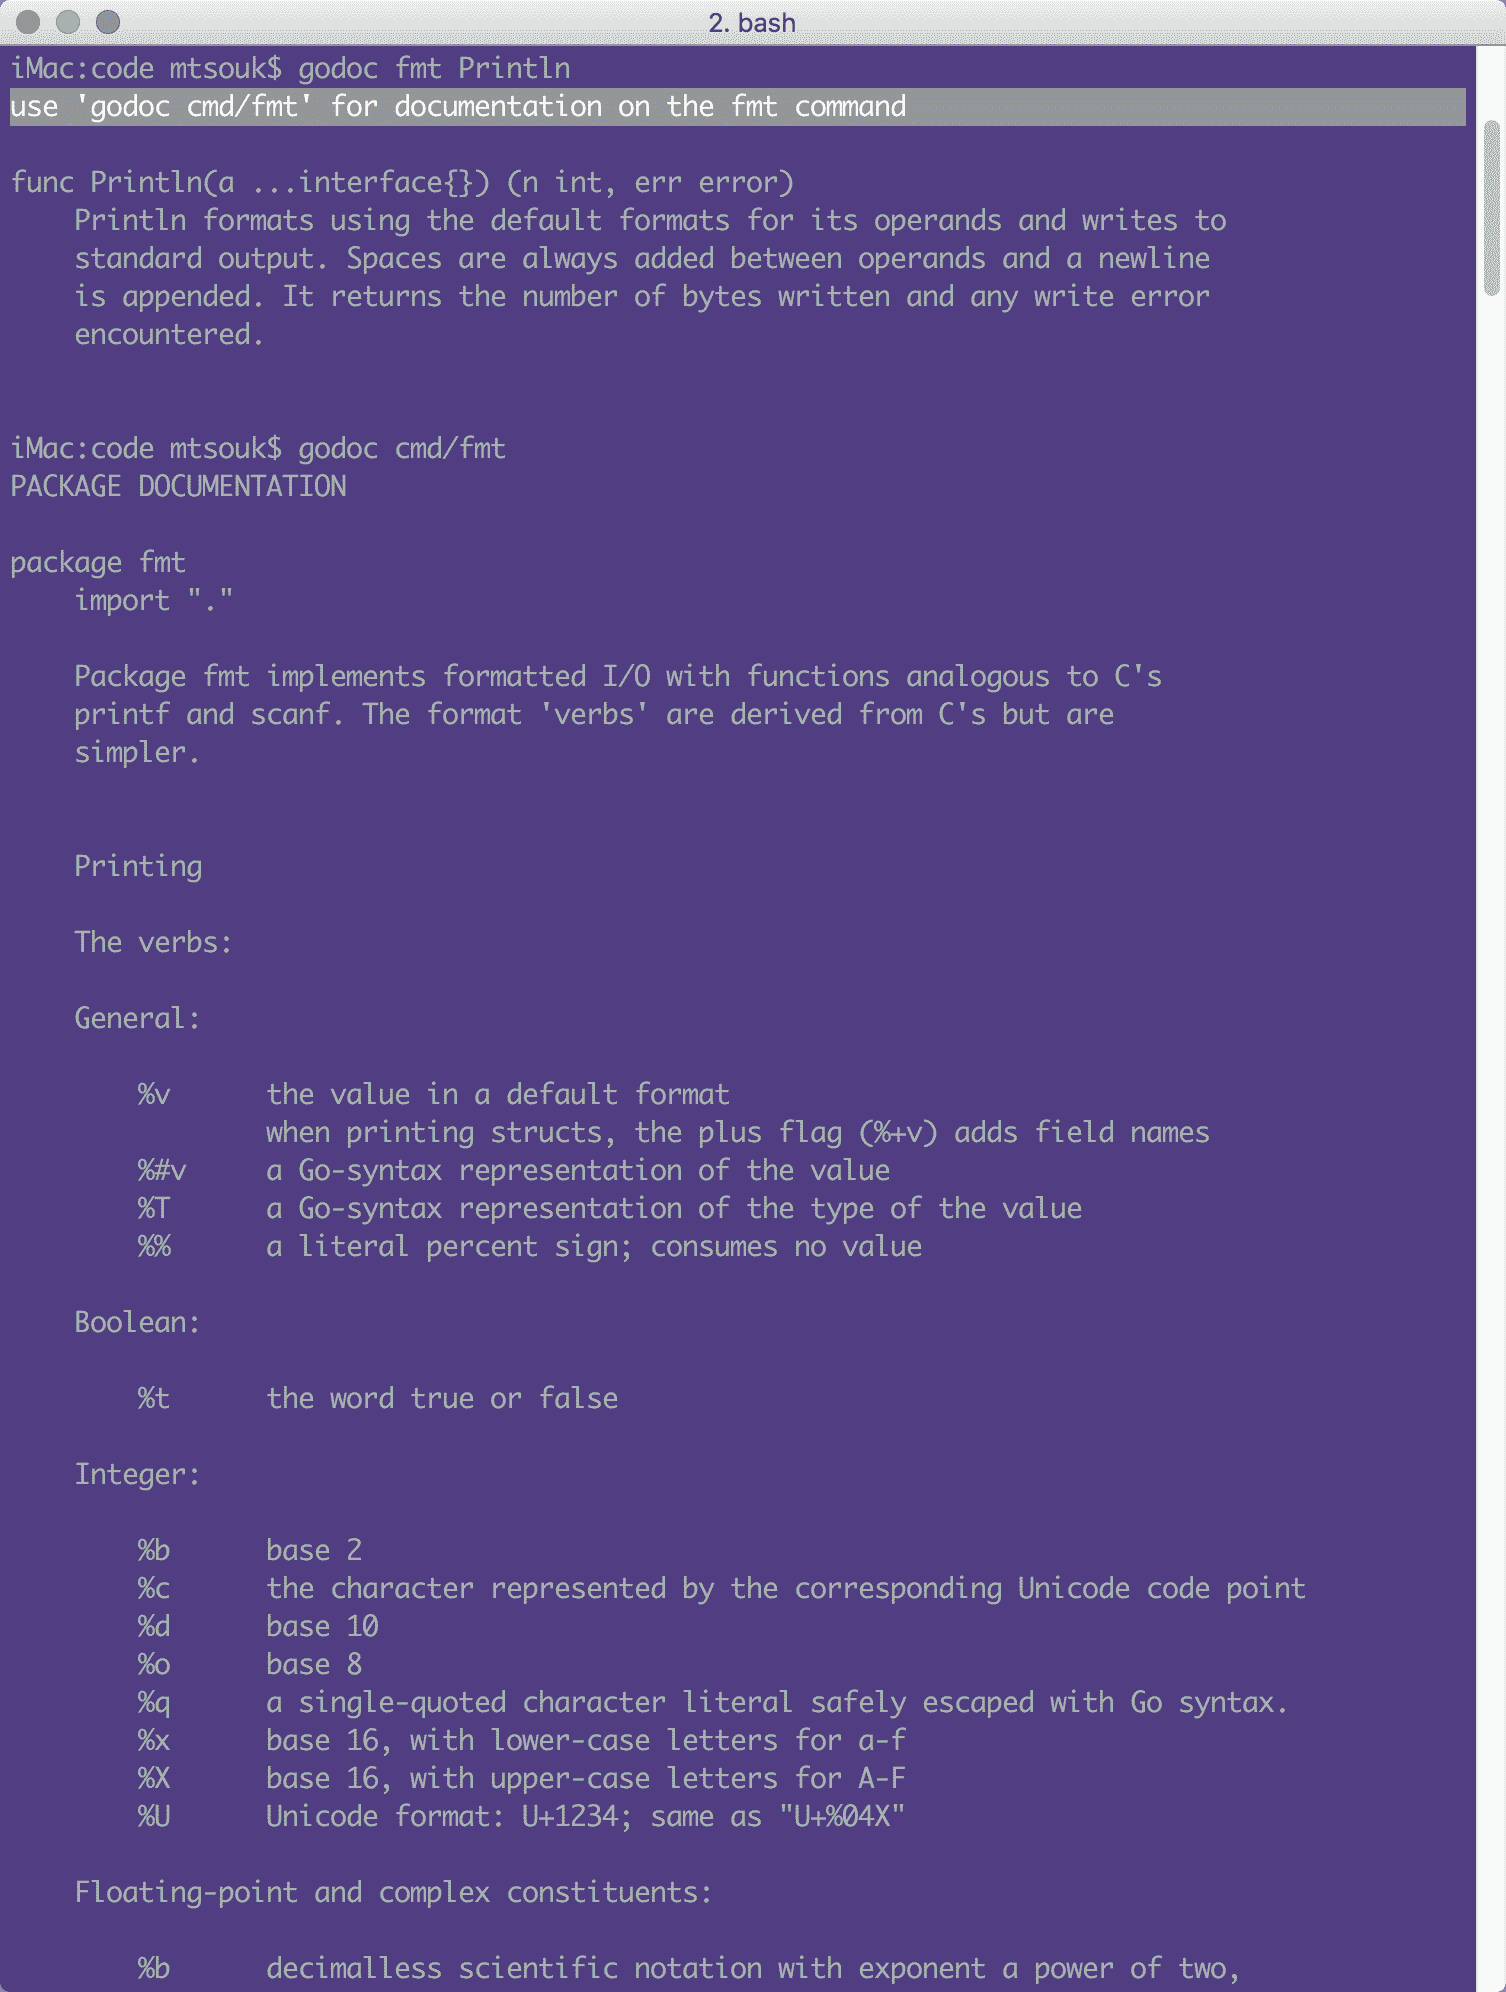 2. bash
iMac:code mtsouk$ godoc fmt Println
use 'godoc cmd/fmt' for documentation on the fmt command
func Println(a ...interface{}) (n int, err error)
    Println formats using the default formats for its operands and writes to
    standard output. Spaces are always added between operands and a newline
    is appended. It returns the number of bytes written and any write error
    encountered.
iMac:code mtsouk$ godoc cmd/fmt
PACKAGE DOCUMENTATION
package fmt
    import "."
    Package fmt implements formatted I/O with functions analogous to C's
    printf and scanf. The format 'verbs' are derived from C's but are
    simpler.
    Printing
    The verbs:
    General:
        %v      the value in a default format
                when printing structs, the plus flag (%+v) adds field names
        %#v     a Go-syntax representation of the value
        %T      a Go-syntax representation of the type of the value
        %%      a literal percent sign; consumes no value
    Boolean:
        %t      the word true or false
    Integer:
        %b      base 2
        %c      the character represented by the corresponding Unicode code point
        %d      base 10
        %o      base 8
        %q      a single-quoted character literal safely escaped with Go syntax.
        %x      base 16, with lower-case letters for a-f
        %X      base 16, with upper-case letters for A-F
        %U      Unicode format: U+1234; same as "U+%04X"
    Floating-point and complex constituents:
        %b      decimalless scientific notation with exponent a power of two,